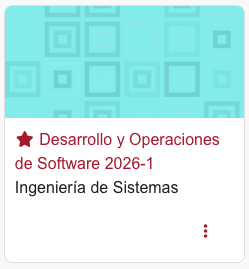 Desarrollo y Operaciones
de Software 2026-1
Ingeniería de Sistemas